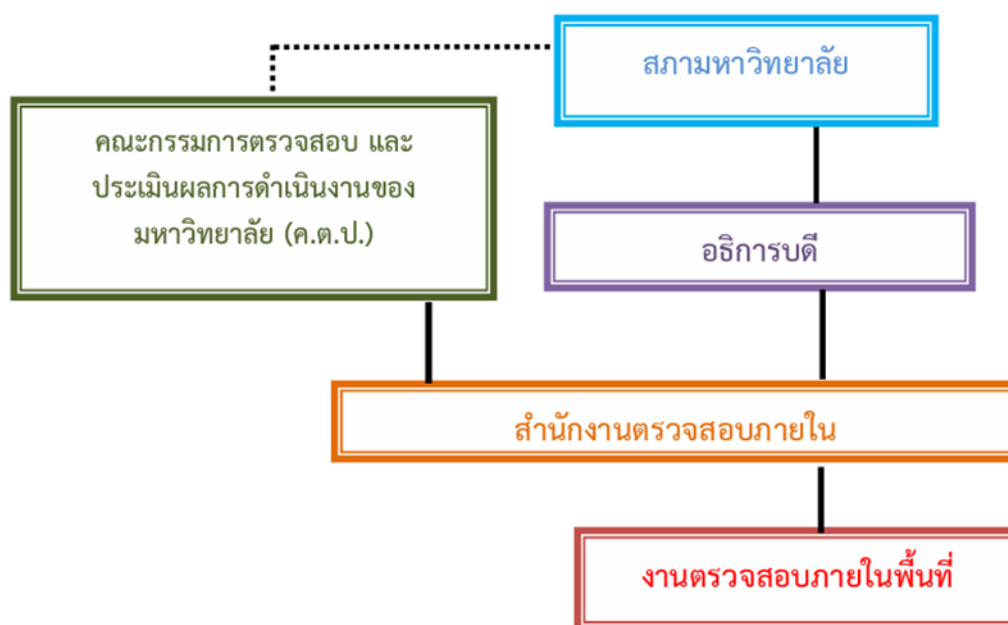 สภามหาวิทยาลัย
คณะกรรมการตรวจสอบ และ
ประเมินผลการดำเนินงานของ
มหาวิทยาลัย (ค.ต.ป.)
อธิการบดี
สำนักงานตรวจสอบภายใน
งานตรวจสอบภายในพื้นที่